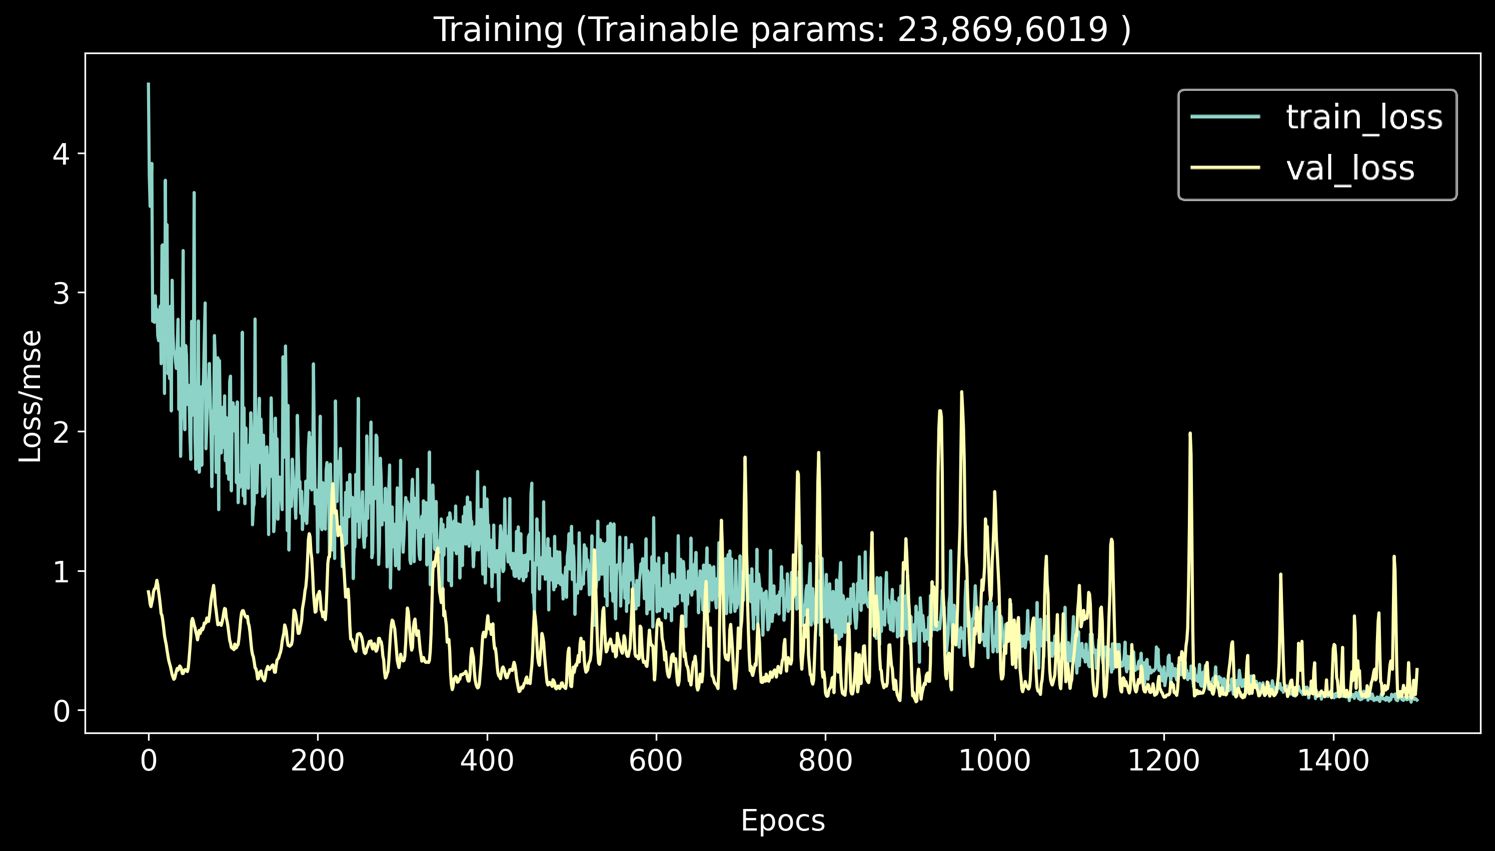 Training (Trainable params: 23,869,6019 )
train_loss
val_loss
Loss/mse
4
3
2
1
0
0 200 400 600 800 1000 1200 1400
Epocs